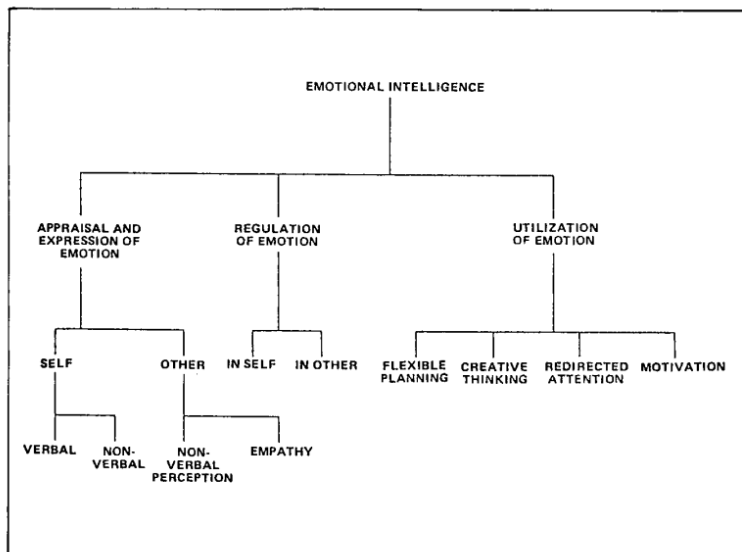 EMOTIONAL INTELLIGENCE
APPRAISAL AND
EXPRESSION OF
EMOTION
REGULATION
OF EMOTION
UTILIZATION
OF EMOTION
SELF
OTHER
IN SELF
IN OTHER
FLEXIBLE
PLANNING
CREATIVE
THINKING
REDIRECTED
ATTENTION
MOTIVATION
VERBAL
NON-
VERBAL
NON-
VERBAL
PERCEPTION
EMPATHY